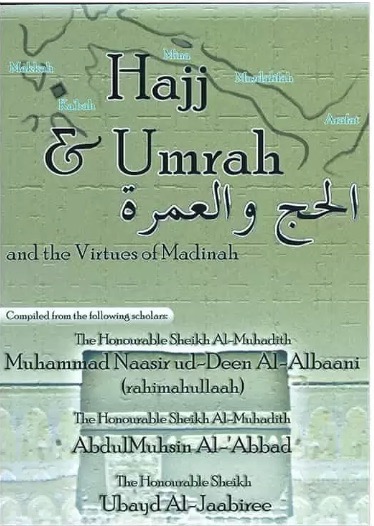 Mina
Makkah
Muzdalifah
Kaibah
Arafat
Hajj
& Umrah
الحج والعمرة
and the Virtues of Madinah
Compiled from the following scholars:
The Honourable Sheikh Al-Muhadith
Muhammad Naasir ud-Deen Al-Albaani
(rahimahullaah)
The Honourable Sheikh Al-Muhadith
AbdulMuhsin Al-'Abbad
The Honourable Sheikh
'Ubayd Al-Jaabiree